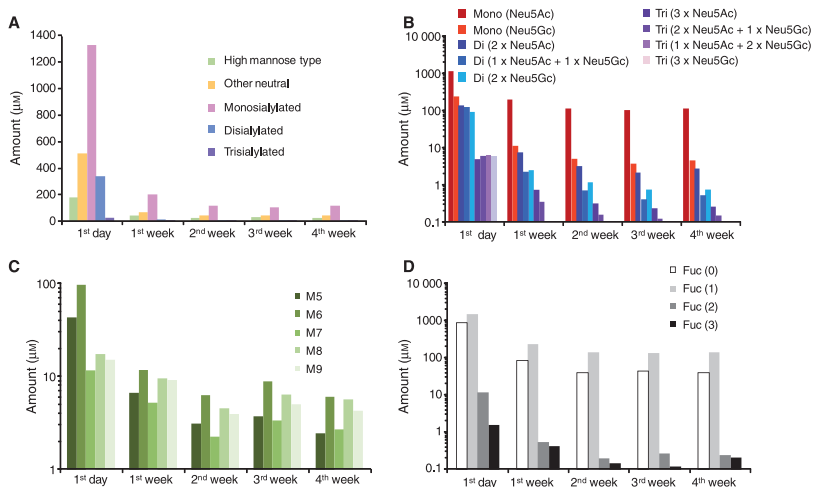 A
1400
1200
1000
800
600
400
200
0
Amount (µM)
High mannose type
Other neutral
Monosialylated
Disialylated
Trisialylated
1st day 1st week 2nd week 3rd week 4th week
B
Mono (Neu5Ac)
Mono (Neu5Gc)
Di (2 x Neu5Ac)
Di (1 x Neu5Ac + 1 x Neu5Gc)
Di (2 x Neu5Gc)
Tri (3 x Neu5Ac)
Tri (2 x Neu5Ac + 1 x Neu5Gc)
Tri (1 x Neu5Ac + 2 x Neu5Gc)
Tri (3 x Neu5Gc)
10 000
1000
100
10
1
0.1
Amount (µM)
1st day 1st week 2nd week 3rd week 4th week
C
100
10
1
Amount (µM)
M5
M6
M7
M8
M9
1st day 1st week 2nd week 3rd week 4th week
D
10 000
1000
100
10
1
0.1
Amount (µM)
Fuc (0)
Fuc (1)
Fuc (2)
Fuc (3)
1st day 1st week 2nd week 3rd week 4th week